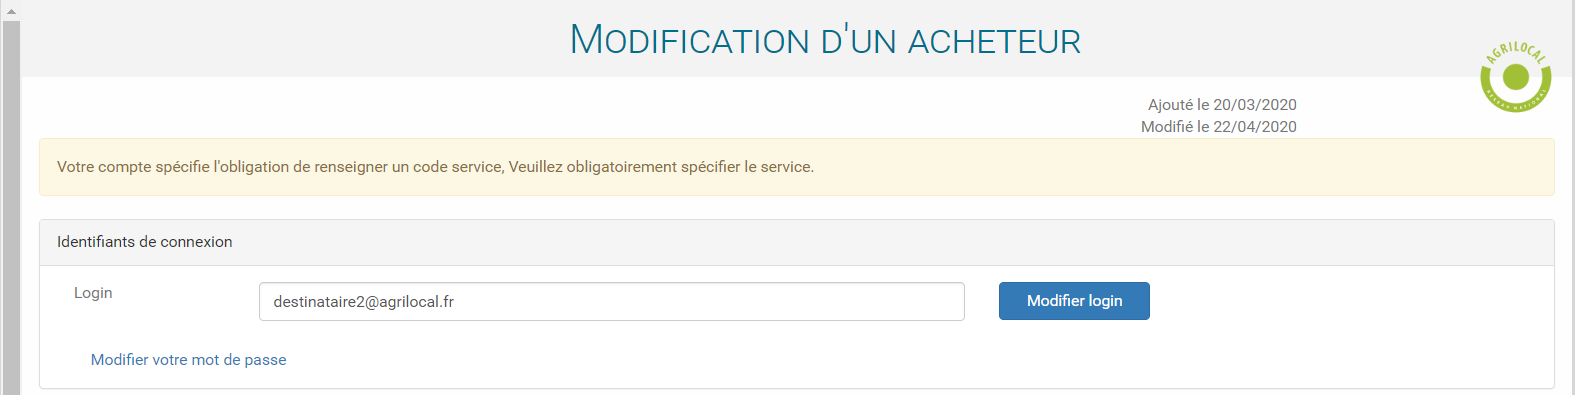 Modification d'un acheteur
AGRILOCAL
RÉSEAU NATIONAL
Ajouté le 20/03/2020
Modifié le 22/04/2020
Votre compte spécifie l'obligation de renseigner un code service, Veuillez obligatoirement spécifier le service.
Identifiants de connexion
Login
destinataire2@agrilocal.fr
Modifier login
Modifier votre mot de passe